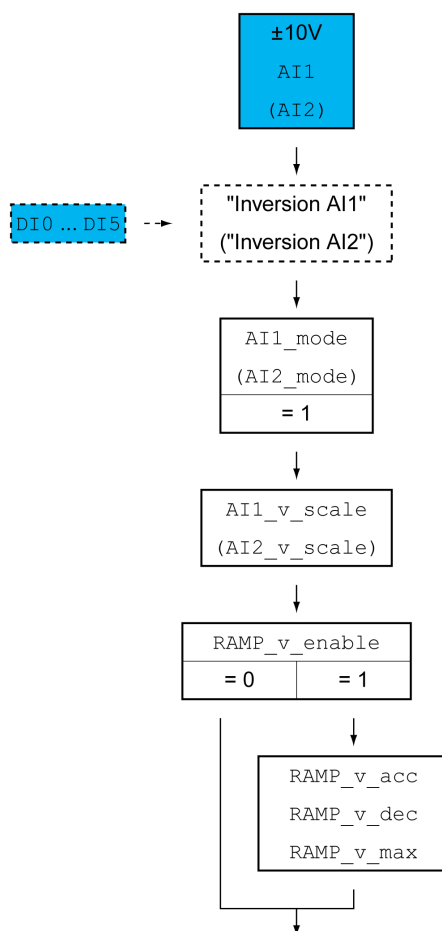 ±10V
AI1
(AI2)
"Inversion AI1"
DI0 ... DI5
("Inversion AI2")
AI1_mode
(AI2_mode)
= 1
AI1_v_scale
(AI2_v_scale)
RAMP_v_enable
= 0 = 1
RAMP_v_acc
RAMP_v_dec
RAMP_v_max